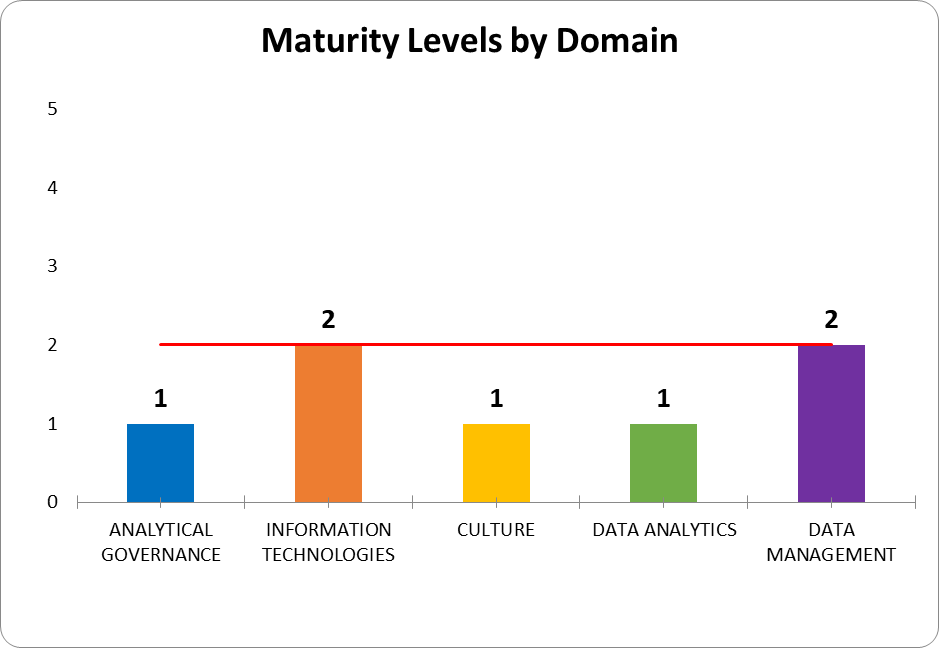 Maturity Levels by Domain
5
4
3
2
1
0
1
2
1
1
2
ANALYTICAL
GOVERNANCE
INFORMATION
TECHNOLOGIES
CULTURE
DATA ANALYTICS
DATA
MANAGEMENT